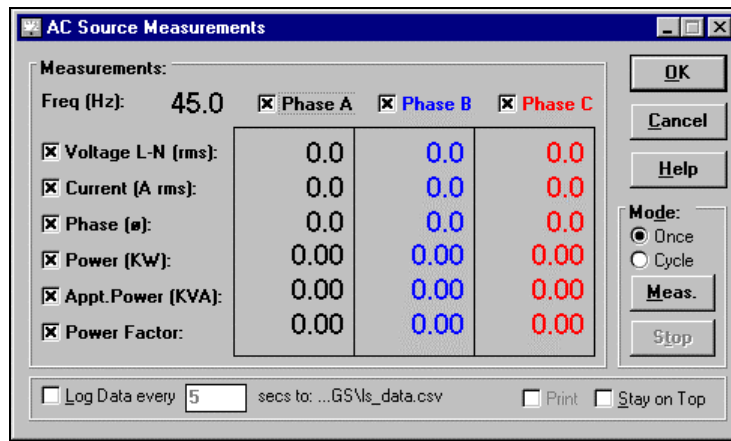 AC Source Measurements
Measurements:
Freq (Hz): 45.0 Phase A Phase B Phase C
Voltage L-N (rms): 0.0 0.0 0.0
Current (A rms): 0.0 0.0 0.0
Phase (ø): 0.0 0.0 0.0
Power (KW): 0.00 0.00 0.00
Appt.Power (KVA): 0.00 0.00 0.00
Power Factor: 0.00 0.00 0.00
OK
Cancel
Help
Mode:
Once
Cycle
Meas.
Stop
Log Data every 5 secs to: ...GS\ls_data.csv Print Stay on Top